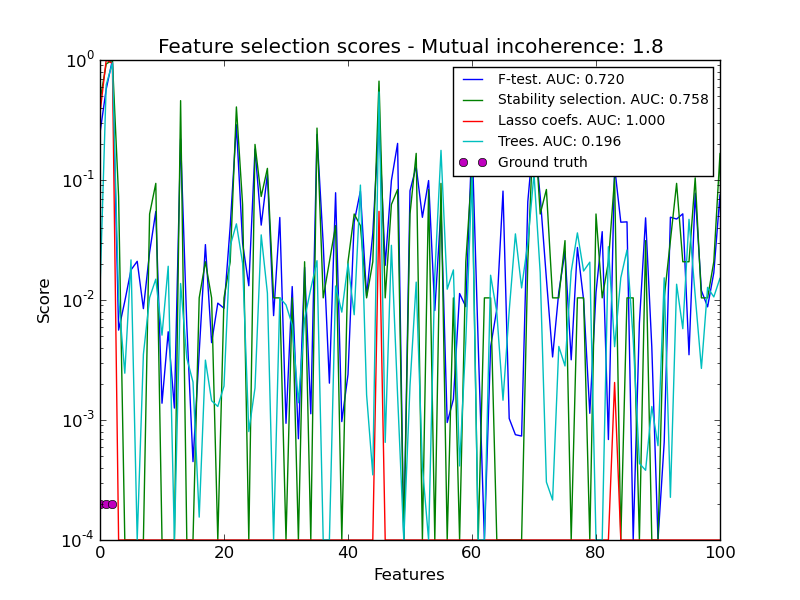 Feature selection scores - Mutual incoherence: 1.8
F-test. AUC: 0.720
Stability selection. AUC: 0.758
Lasso coefs. AUC: 1.000
Trees. AUC: 0.196
Ground truth
10^0
10^-1
10^-2
10^-3
10^-4
Score
0 20 40 60 80 100
Features